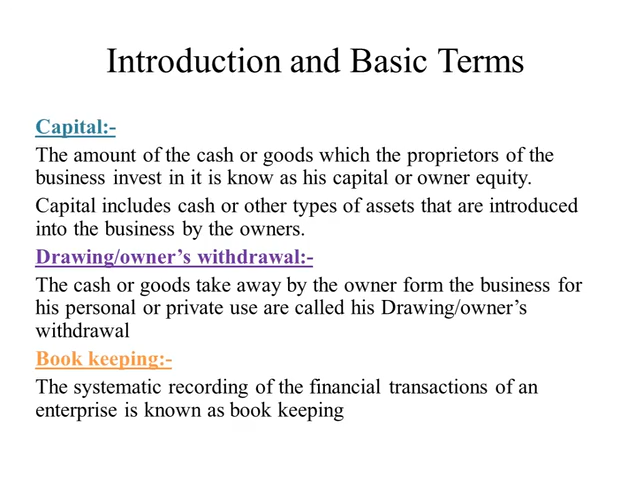 Introduction and Basic Terms
Capital:-
The amount of the cash or goods which the proprietors of the
business invest in it is know as his capital or owner equity.
Capital includes cash or other types of assets that are introduced
into the business by the owners.
Drawing/owner’s withdrawal:-
The cash or goods take away by the owner form the business for
his personal or private use are called his Drawing/owner’s
withdrawal
Book keeping:-
The systematic recording of the financial transactions of an
enterprise is known as book keeping